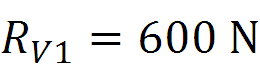 R_{V1} = 600 N